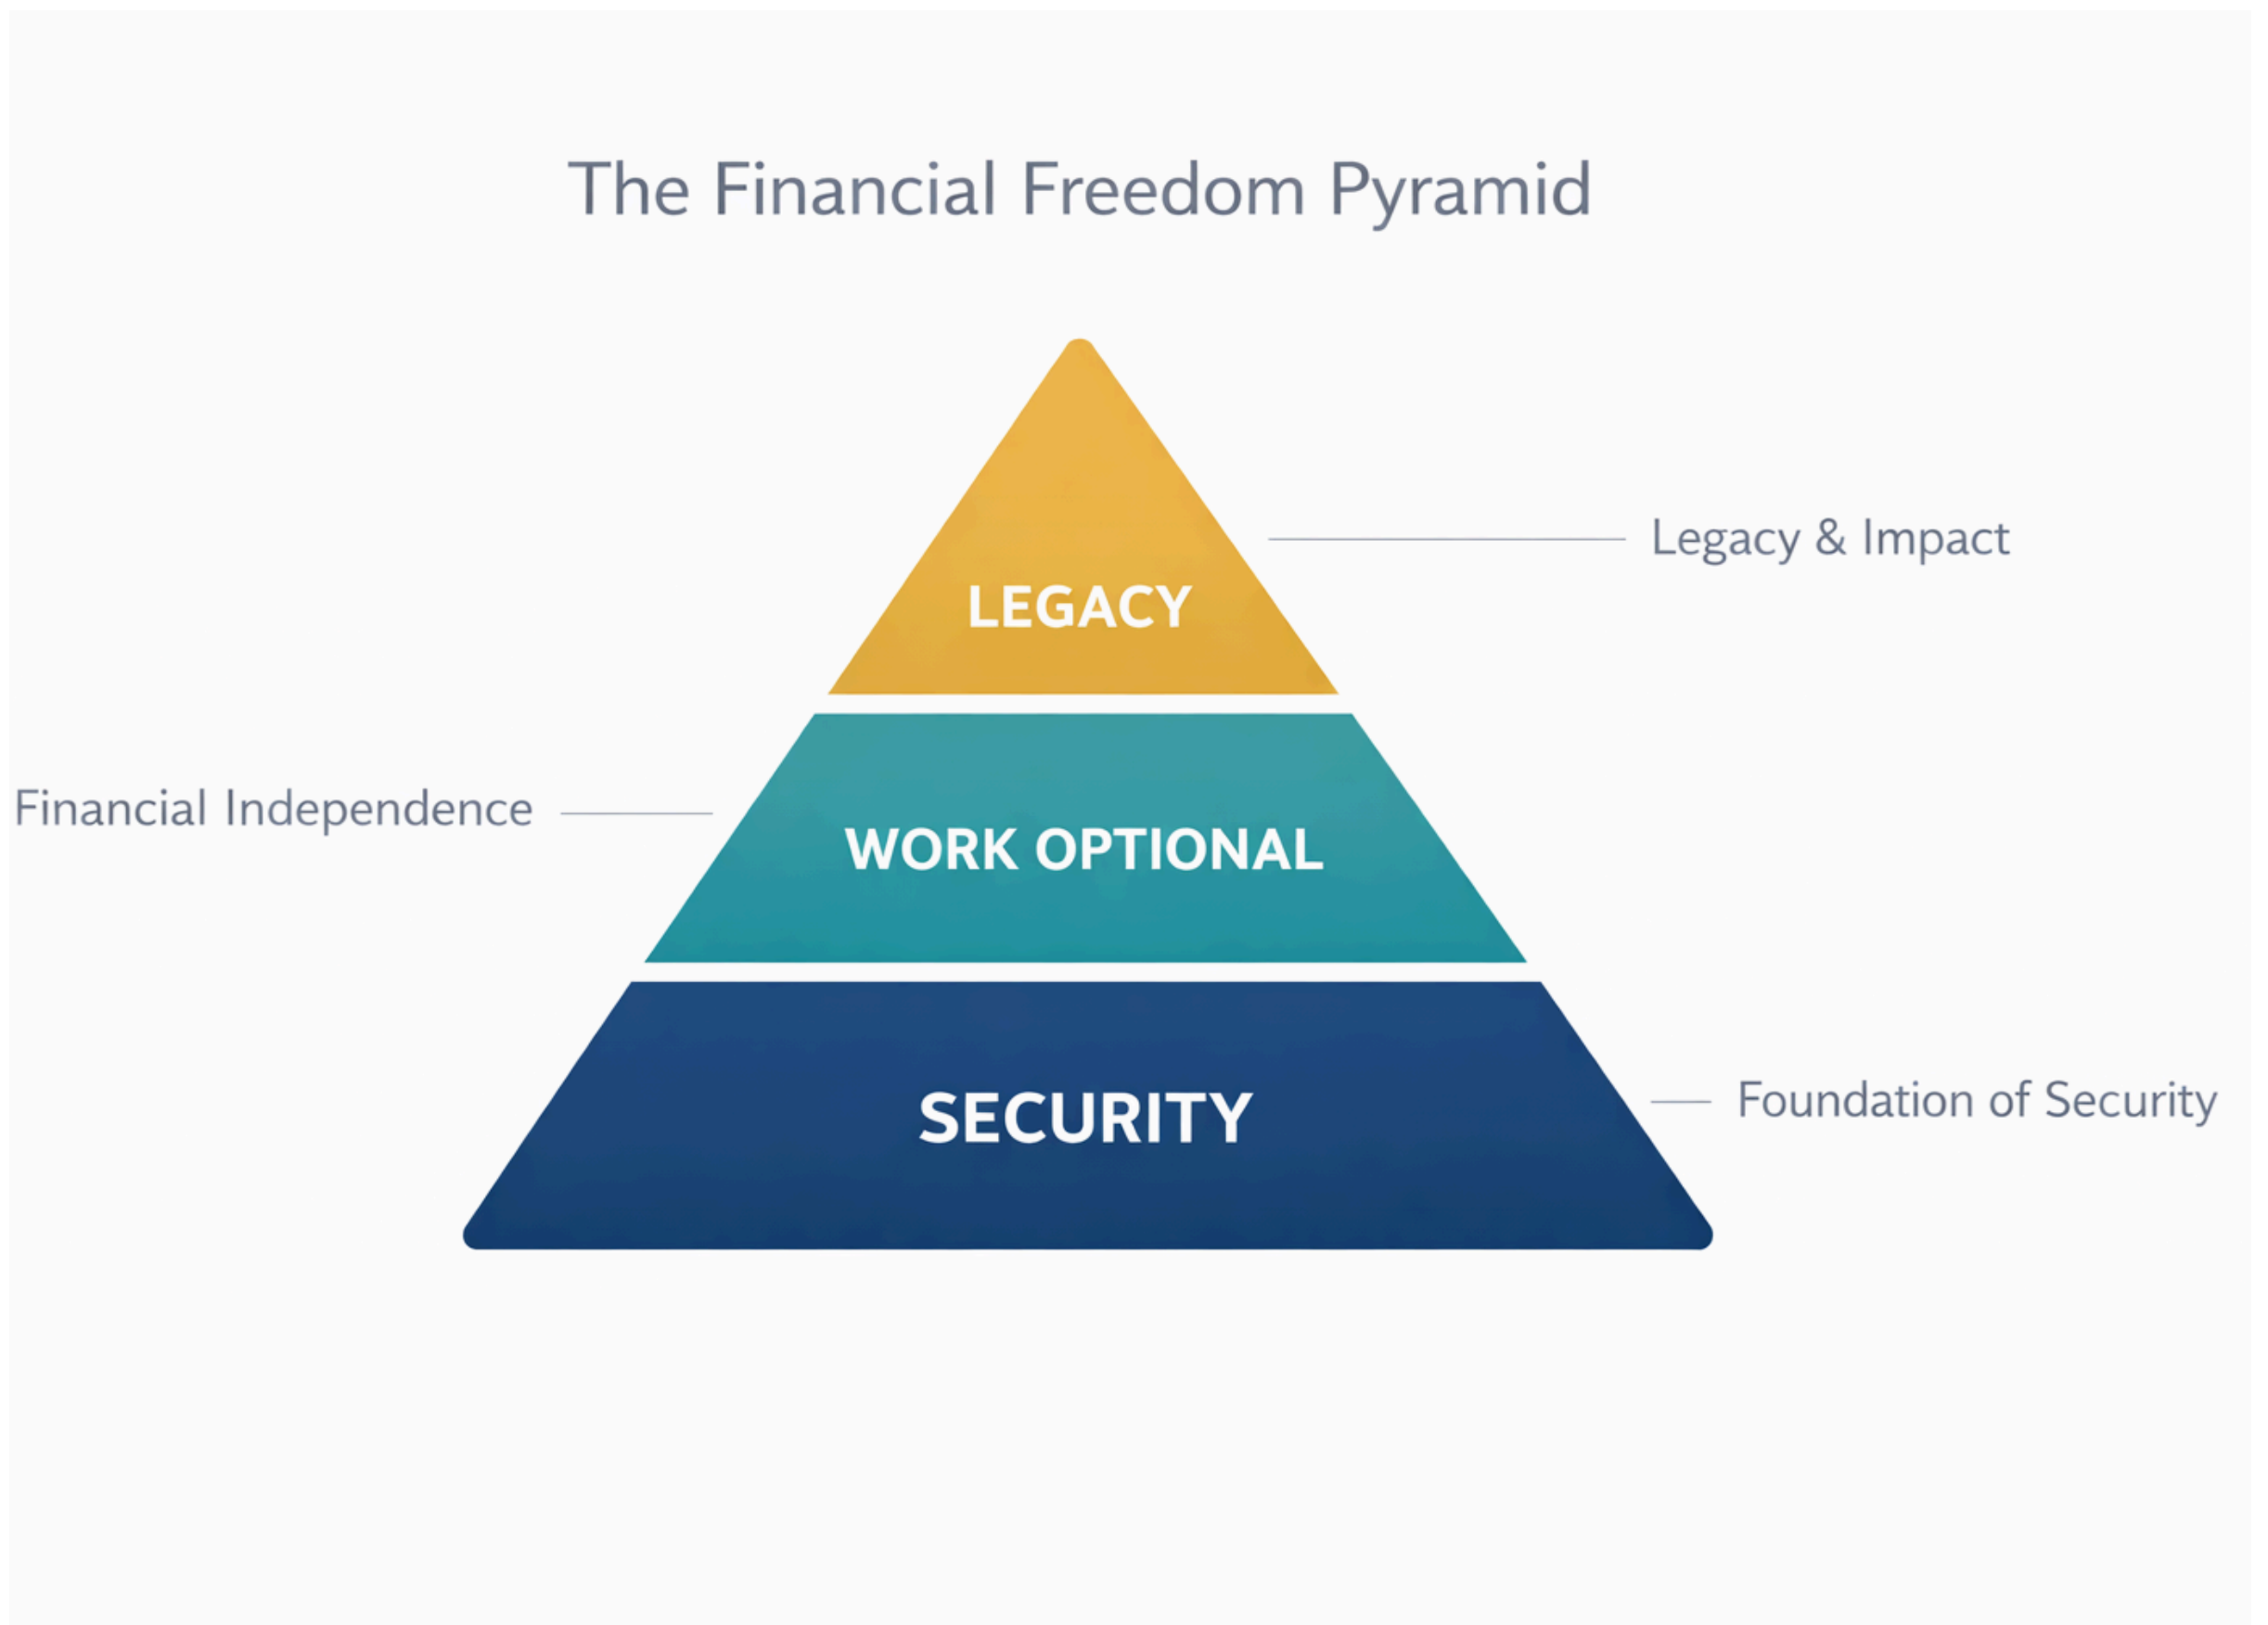 The Financial Freedom Pyramid
Legacy & Impact
LEGACY
Financial Independence
WORK OPTIONAL
Foundation of Security
SECURITY